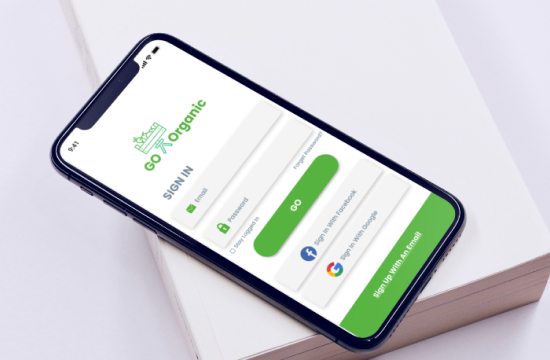 9:41
GO Organic
SIGN IN
Email
Password
Stay Logged In
Forget Password?
GO
f Sign In With Facebook
G Sign In With Google
Sign Up With An Email